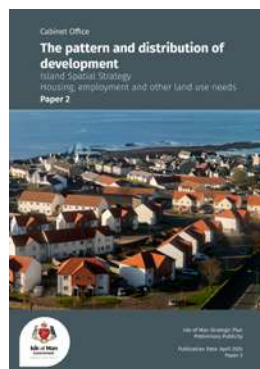 Cabinet Office
The pattern and distribution of
development
Island Spatial Strategy
Housing, employment and other land use needs
Paper 2
Isle of Man
Government
Isle of Man Strategic Plan
Preliminary Publicity
Publication Date: April 2025
Paper 2